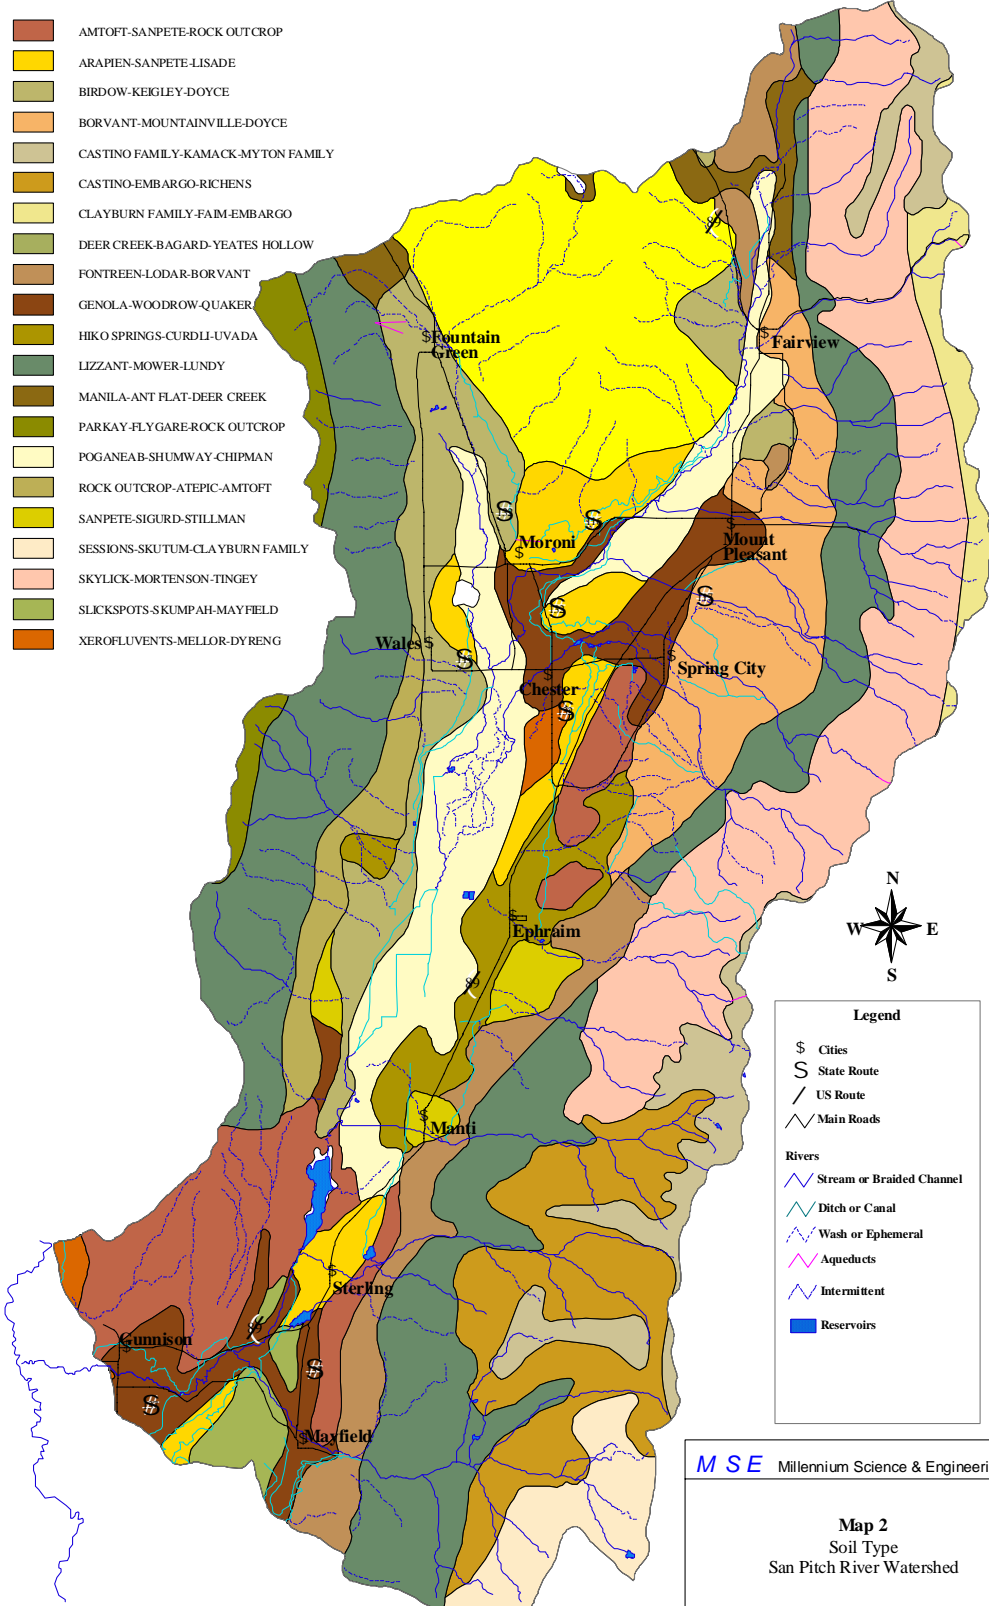 AMTOFT-SANPETE-ROCK OUTCROP
ARAPIEN-SANPETE-LISADE
BIRDOW-KEIGLEY-DOYCE
BORVANT-MOUNTAINVILLE-DOYCE
CASTINO FAMILY-KAMACK-MYTON FAMILY
CASTINO-EMBARGO-RICHENS
CLAYBURN FAMILY-FAIM-EMBARGO
DEER CREEK-BAGARD-YEATES HOLLOW
FONTREEN-LODAR-BORVANT
GENOLA-WOODROW-QUAKER
HIKO SPRINGS-CURDLI-UVADA
LIZZANT-MOWER-LUNDY
MANILA-ANT FLAT-DEER CREEK
PARKAY-FLYGARE-ROCK OUTCROP
POGANEAB-SHUMWAY-CHIPMAN
ROCK OUTCROP-ATEPIC-AMTOFT
SANPETE-SIGURD-STILLMAN
SESSIONS-SKUTUM-CLAYBURN FAMILY
SKYLICK-MORTENSON-TINGEY
SLICKSPOTS-SKUMPAH-MAYFIELD
XEROFLUVENTS-MELLOR-DYRENG
89
Fountain
Green
Fairview
Moroni
Mount
Pleasant
Wales
Spring City
Chester
Ephraim
89
Manti
Sterling
Gunnison
Mayfield
N
W E
S
Legend
Cities
State Route
US Route
Main Roads
Rivers
Stream or Braided Channel
Ditch or Canal
Wash or Ephemeral
Aqueducts
Intermittent
Reservoirs
M S E Millennium Science & Engineeri
Map 2
Soil Type
San Pitch River Watershed